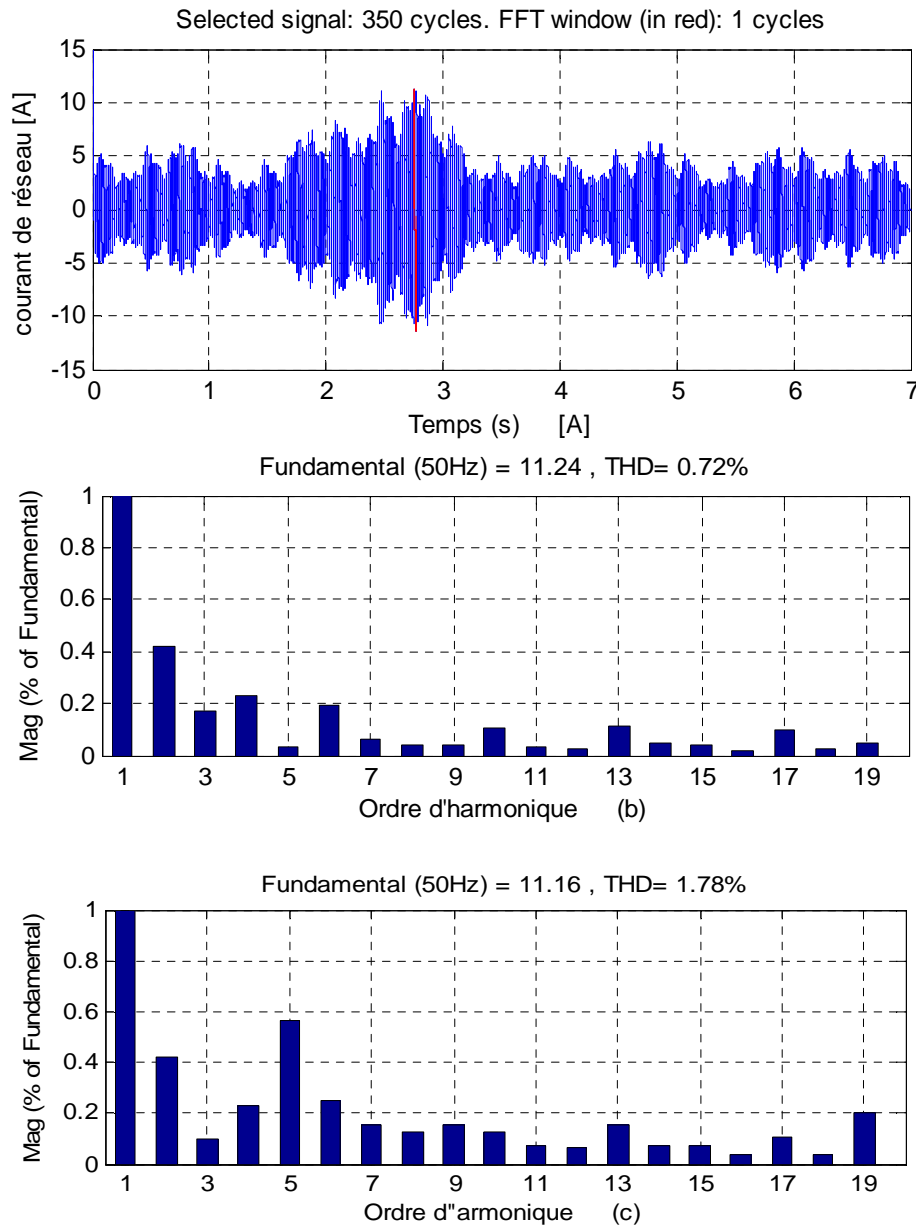 Selected signal: 350 cycles. FFT window (in red): 1 cycles
15
10
5
0
-5
-10
-15
courant de réseau [A]
0 1 2 3 4 5 6 7
Temps (s) [A]
Fundamental (50Hz) = 11.24 , THD= 0.72%
1
0.8
0.6
0.4
0.2
0
Mag (% of Fundamental)
1 3 5 7 9 11 13 15 17 19
Ordre d'harmonique (b)
Fundamental (50Hz) = 11.16 , THD= 1.78%
1
0.8
0.6
0.4
0.2
0
Mag (% of Fundamental)
1 3 5 7 9 11 13 15 17 19
Ordre d"armonique (c)